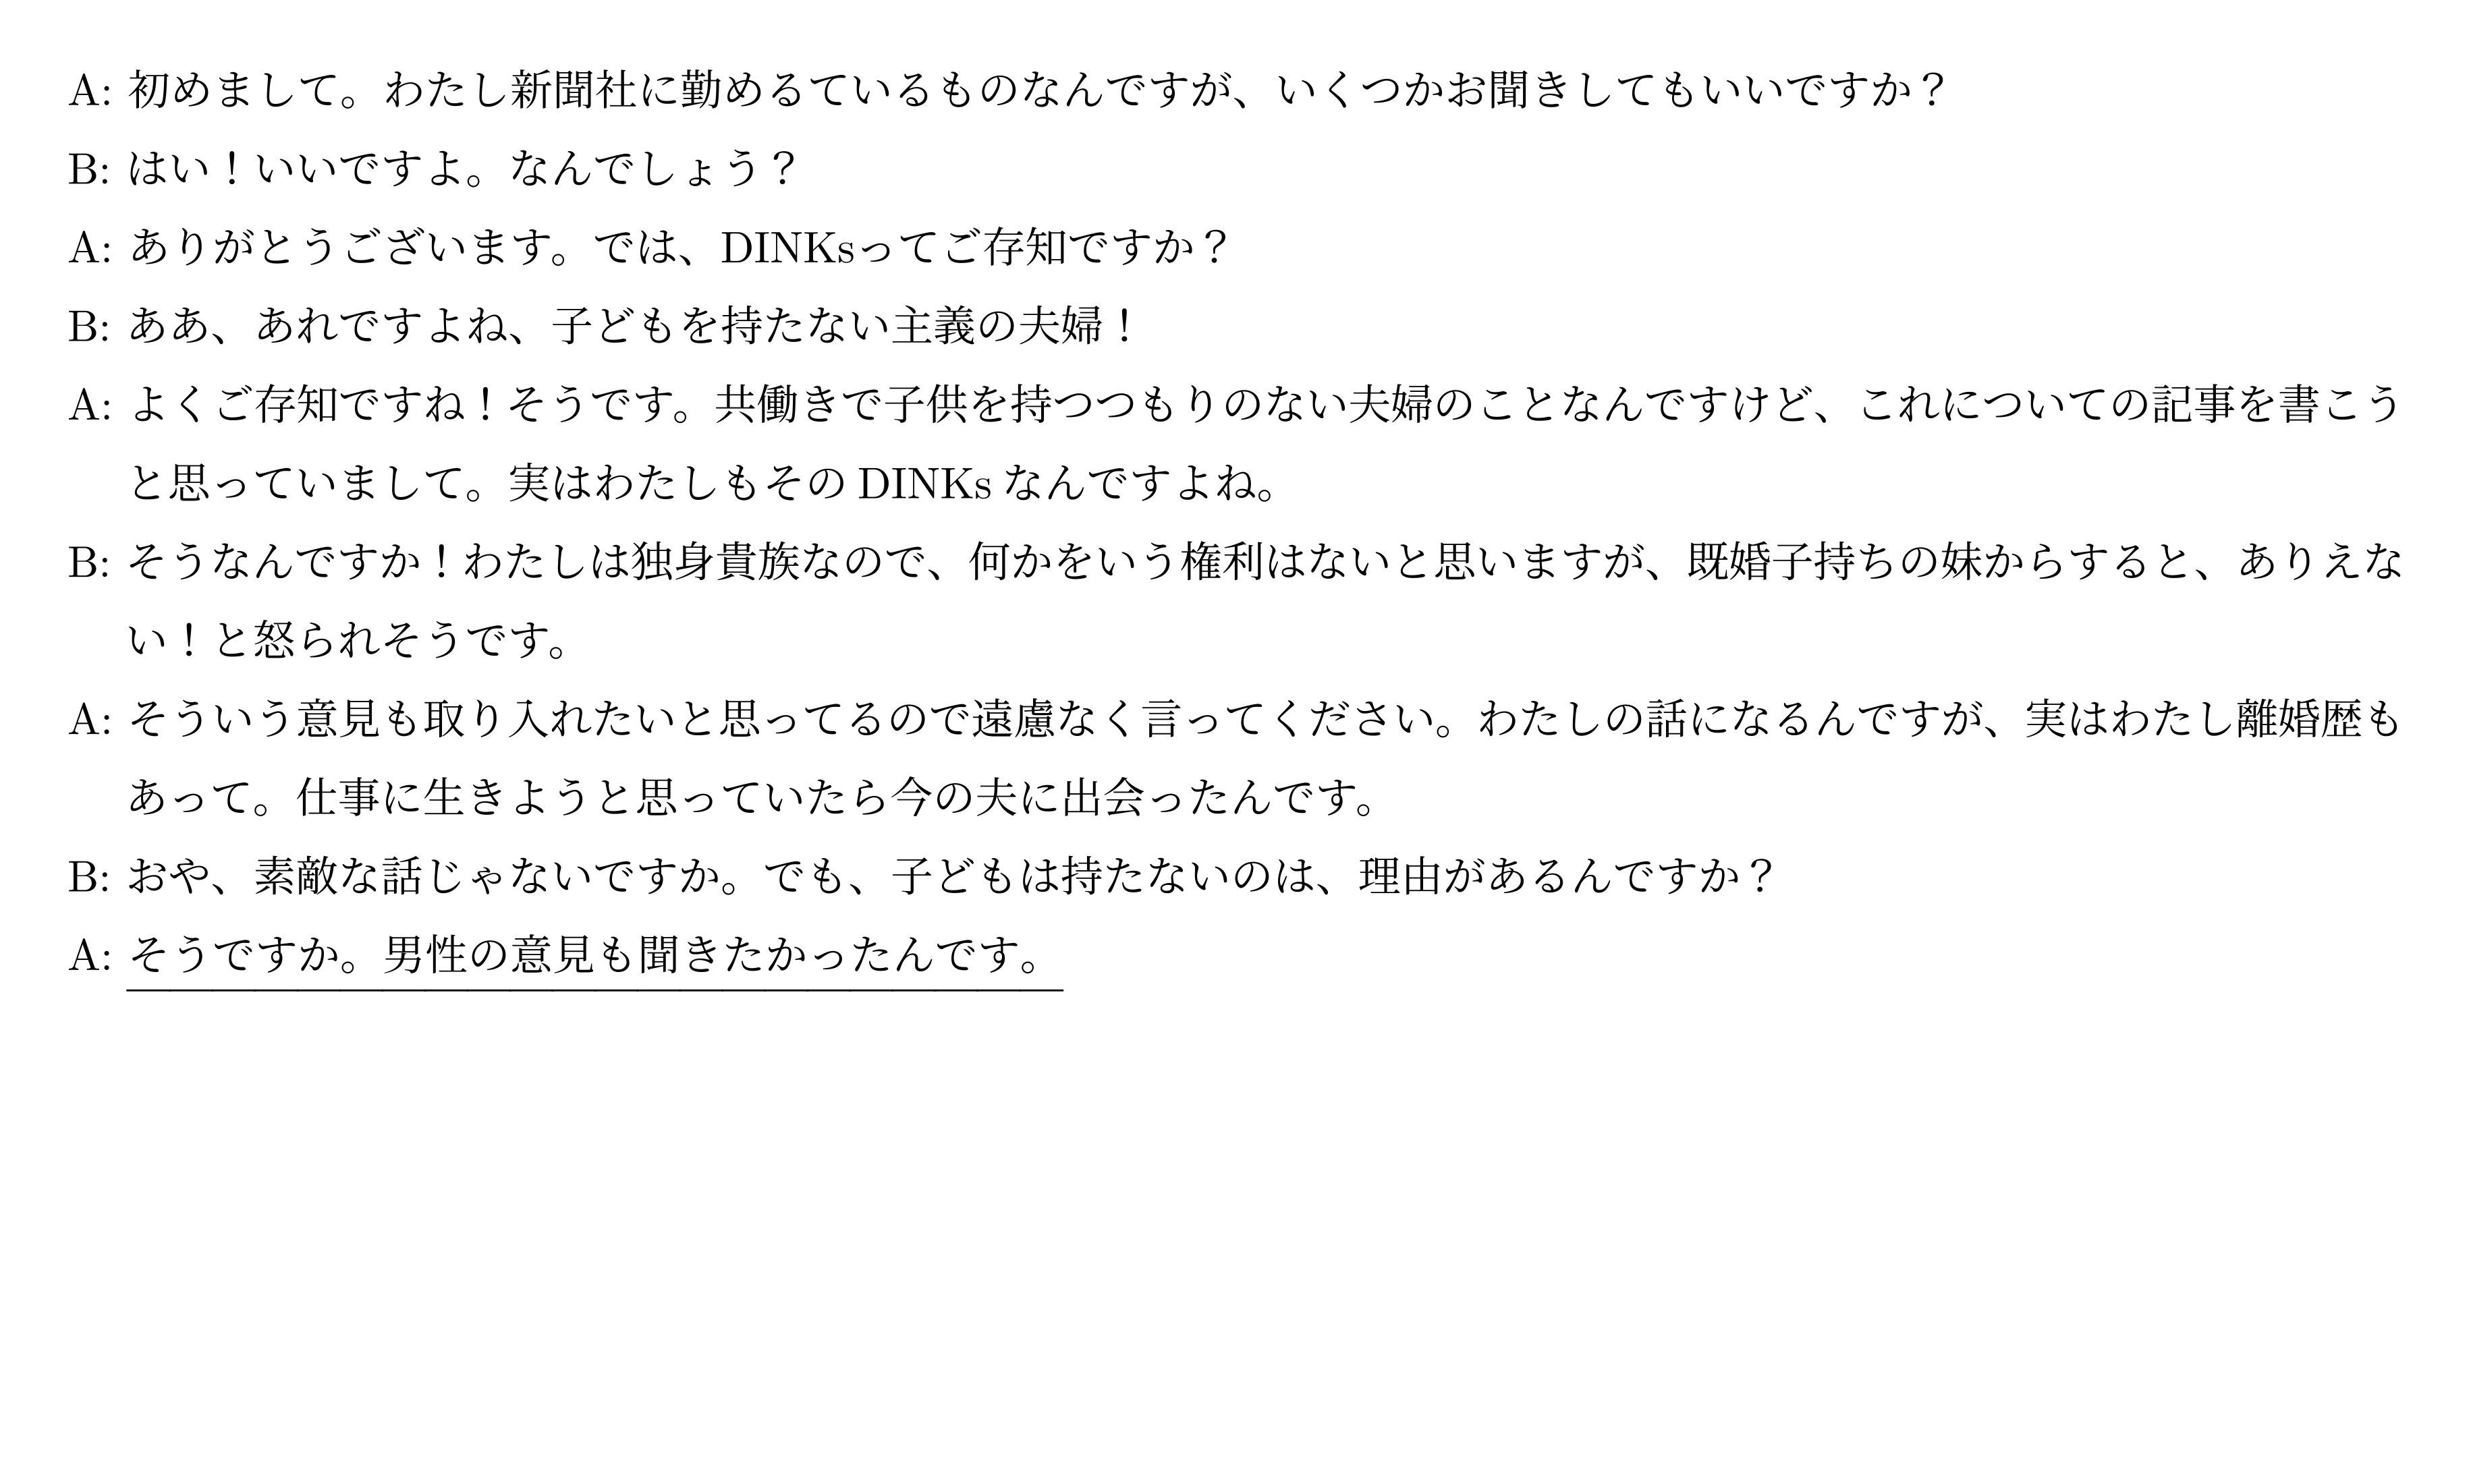 A: 初めまして。わたし新聞社に勤めるているものなんですが、いくつかお聞きしてもいいですか？
B: はい！いいですよ。なんでしょう？
A: ありがとうございます。では、DINKsってご存知ですか？
B: ああ、あれですよね、子どもを持たない主義の夫婦！
A: よくご存知ですね！そうです。共働きで子供を持つつもりのない夫婦のことなんですけど、これについての記事を書こう
と思っていまして。実はわたしもその DINKs なんですよね。
B: そうなんですか！わたしは独身貴族なので、何かをいう権利はないと思いますが、既婚子持ちの妹からすると、ありえな
い！と怒られそうです。
A: そういう意見も取り入れたいと思ってるので遠慮なく言ってください。わたしの話になるんですが、実はわたし離婚歴も
あって。仕事に生きようと思っていたら今の夫に出会ったんです。
B: おや、素敵な話じゃないですか。でも、子どもは持たないのは、理由があるんですか？
A: そうですか。男性の意見も聞きたかったんです。